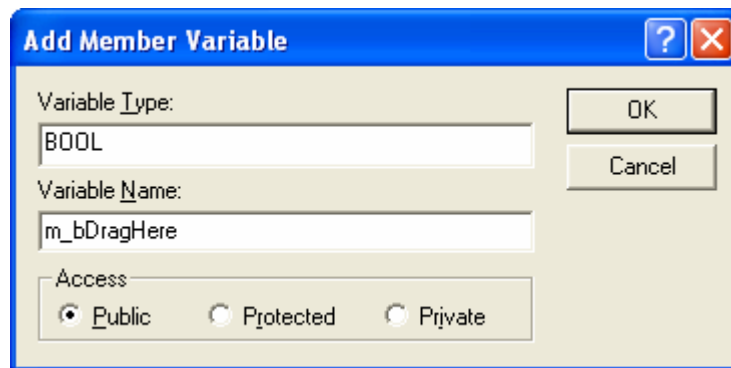 Add Member Variable
Variable Type:
BOOL
OK
Cancel
Variable Name:
m_bDragHere
Access
Public Protected Private